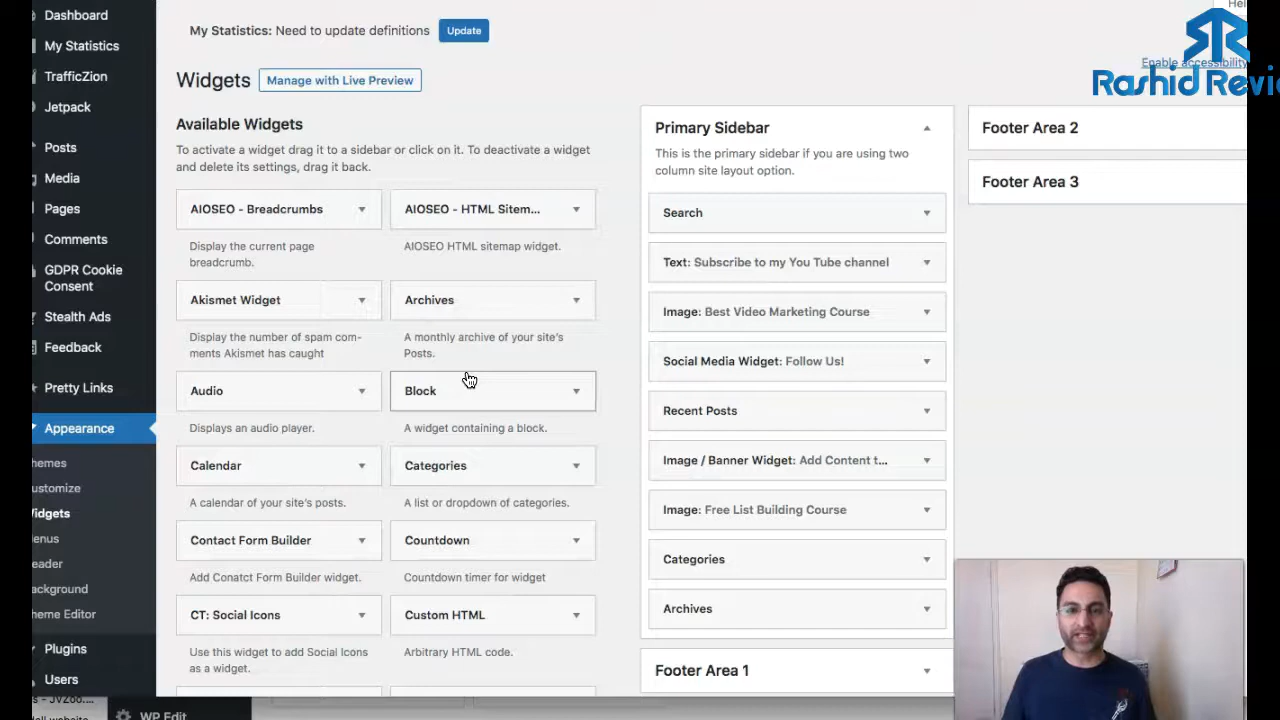 Dashboard
My Statistics
TrafficZion
Jetpack
Posts
Media
Pages
Comments
GDPR Cookie
Consent
Stealth Ads
Feedback
Pretty Links
Appearance
hemes
ustomize
idgets
enus
eader
ackground
heme Editor
Plugins
Users
s - JVZoo....
WP Edit
My Statistics: Need to update definitions
Update
Widgets
Manage with Live Preview
Available Widgets
To activate a widget drag it to a sidebar or click on it. To deactivate a widget
and delete its settings, drag it back.
AIOSEO - Breadcrumbs
Display the current page
breadcrumb.
AIOSEO - HTML Sitem...
AIOSEO HTML sitemap widget.
Akismet Widget
Display the number of spam com-
ments Akismet has caught
Archives
A monthly archive of your site's
Posts.
Audio
Displays an audio player.
Block
A widget containing a block.
Calendar
A calendar of your site's posts.
Categories
A list or dropdown of categories.
Contact Form Builder
Add Conatct Form Builder widget.
Countdown
Countdown timer for widget
CT: Social Icons
Use this widget to add Social Icons
as a widget.
Custom HTML
Arbitrary HTML code.
Primary Sidebar
This is the primary sidebar if you are using two
column site layout option.
Search
Text: Subscribe to my You Tube channel
Image: Best Video Marketing Course
Social Media Widget: Follow Us!
Recent Posts
Image / Banner Widget: Add Content t...
Image: Free List Building Course
Categories
Archives
Footer Area 1
Hel
Enable accessibility
Rashid Revie
Footer Area 2
Footer Area 3